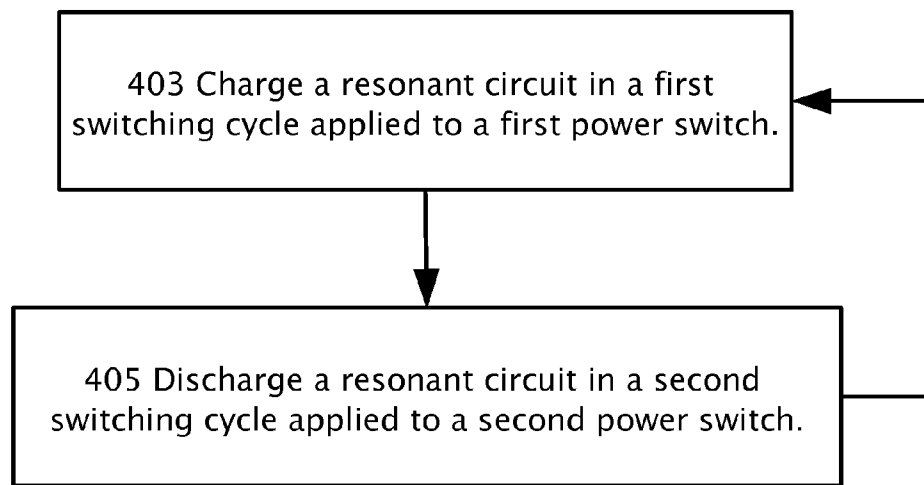 403 Charge a resonant circuit in a first
switching cycle applied to a first power switch.
405 Discharge a resonant circuit in a second
switching cycle applied to a second power switch.